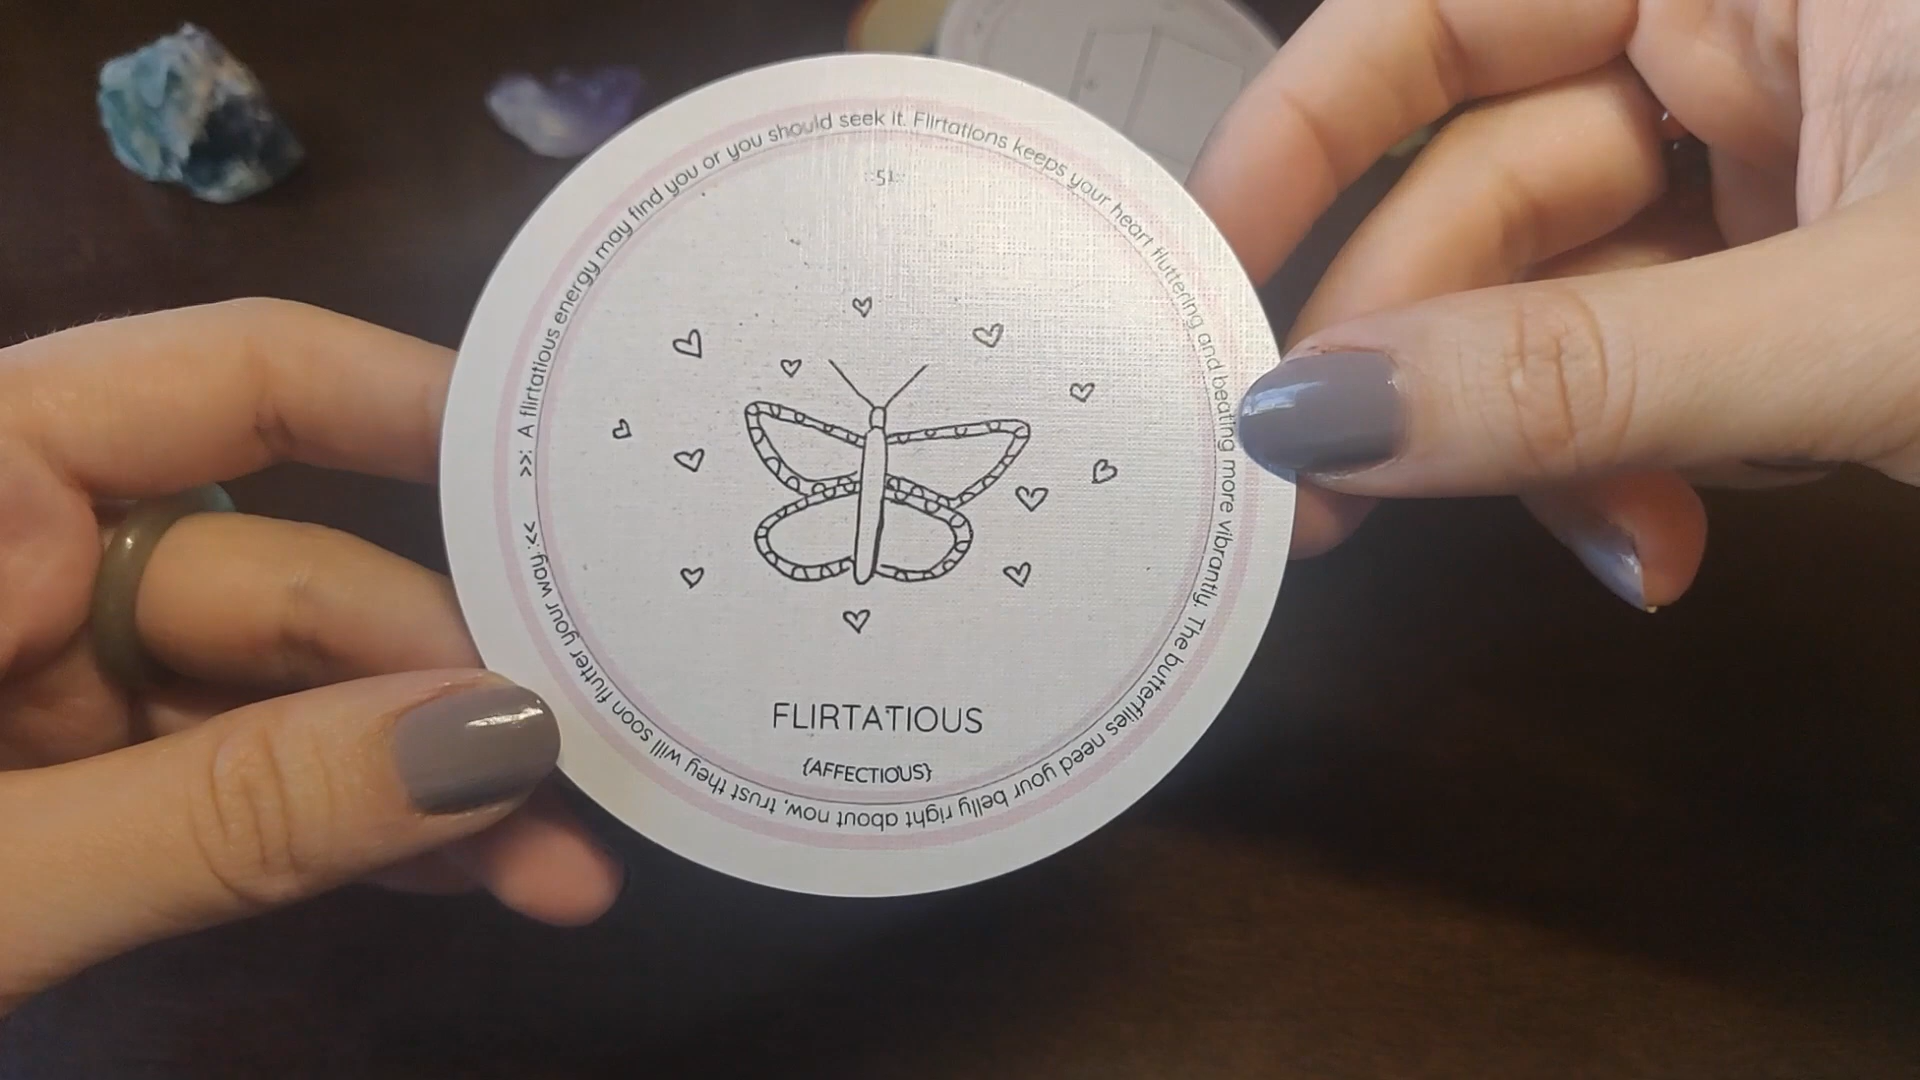 >>: A flirtatious energy may find you or you should seek it. Flirtations keeps your heart fluttering and beating more vibrantly. The butterflies need your belly right about now, trust they will soon flutter your way :<<
::51::
FLIRTATIOUS
{AFFECTIOUS}